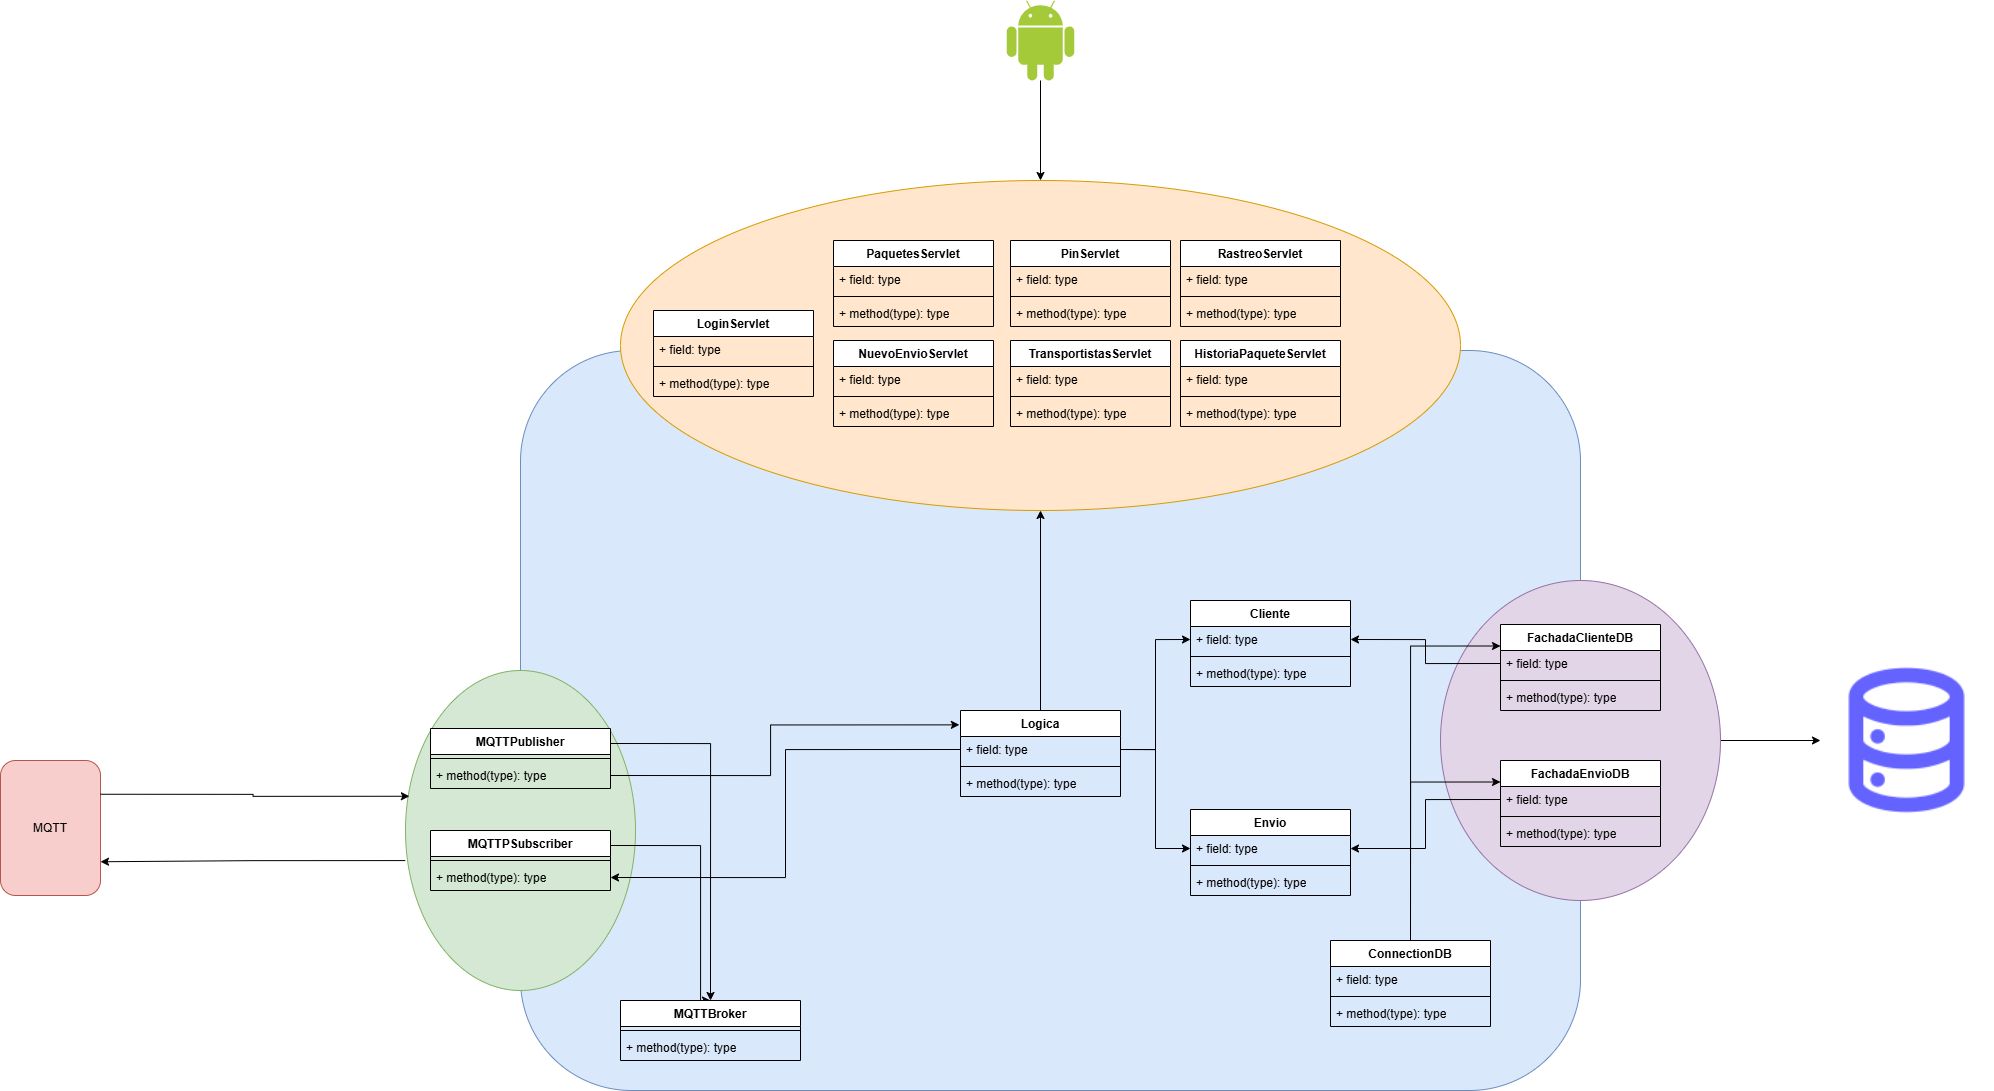 PaquetesServlet
+ field: type
+ method(type): type
PinServlet
+ field: type
+ method(type): type
RastreoServlet
+ field: type
+ method(type): type
LoginServlet
+ field: type
+ method(type): type
NuevoEnvioServlet
+ field: type
+ method(type): type
TransportistasServlet
+ field: type
+ method(type): type
HistoriaPaqueteServlet
+ field: type
+ method(type): type
Cliente
+ field: type
+ method(type): type
FachadaClienteDB
+ field: type
+ method(type): type
MQTTPublisher
+ method(type): type
Logica
+ field: type
+ method(type): type
FachadaEnvioDB
+ field: type
+ method(type): type
MQTT
MQTTPSubscriber
+ method(type): type
Envio
+ field: type
+ method(type): type
ConnectionDB
+ field: type
+ method(type): type
MQTTBroker
+ method(type): type